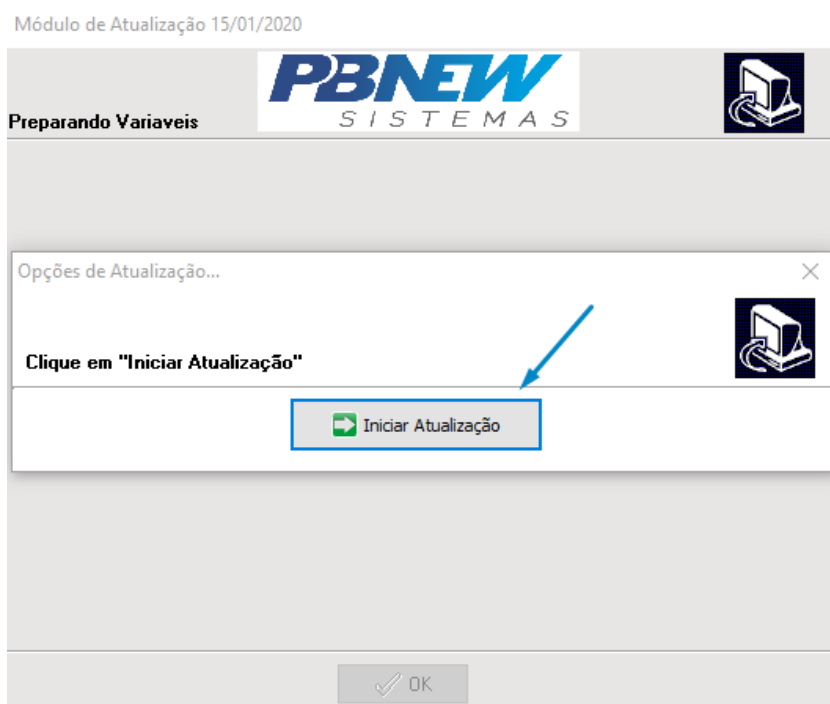 Módulo de Atualização 15/01/2020
PBNEW
SISTEMAS
Preparando Variaveis
Opções de Atualização...
Clique em "Iniciar Atualização"
Iniciar Atualização
OK